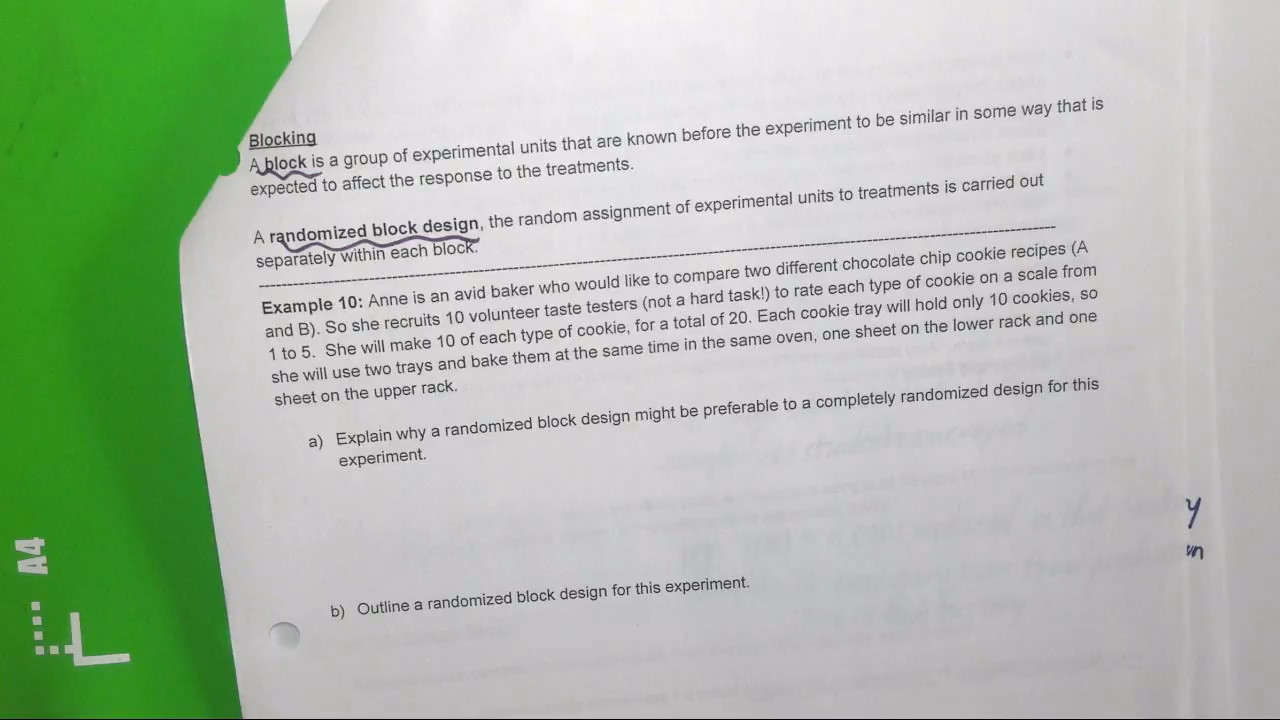 Blocking
A block is a group of experimental units that are known before the experiment to be similar in some way that is
expected to affect the response to the treatments.
A randomized block design, the random assignment of experimental units to treatments is carried out
separately within each block.
Example 10: Anne is an avid baker who would like to compare two different chocolate chip cookie recipes (A
and B). So she recruits 10 volunteer taste testers (not a hard task!) to rate each type of cookie on a scale from
1 to 5. She will make 10 of each type of cookie, for a total of 20. Each cookie tray will hold only 10 cookies, so
she will use two trays and bake them at the same time in the same oven, one sheet on the lower rack and one
sheet on the upper rack.
a) Explain why a randomized block design might be preferable to a completely randomized design for this
experiment.
y
b) Outline a randomized block design for this experiment.
A4